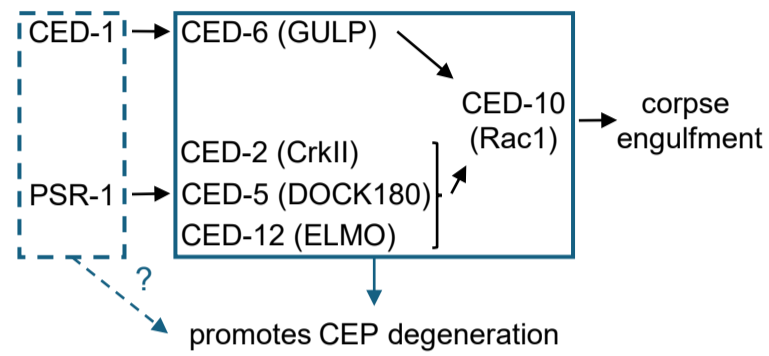 CED-1
CED-6 (GULP)
CED-10
(Rac1)
corpse
engulfment
CED-2 (CrkII)
PSR-1
CED-5 (DOCK180)
CED-12 (ELMO)
?
promotes CEP degeneration